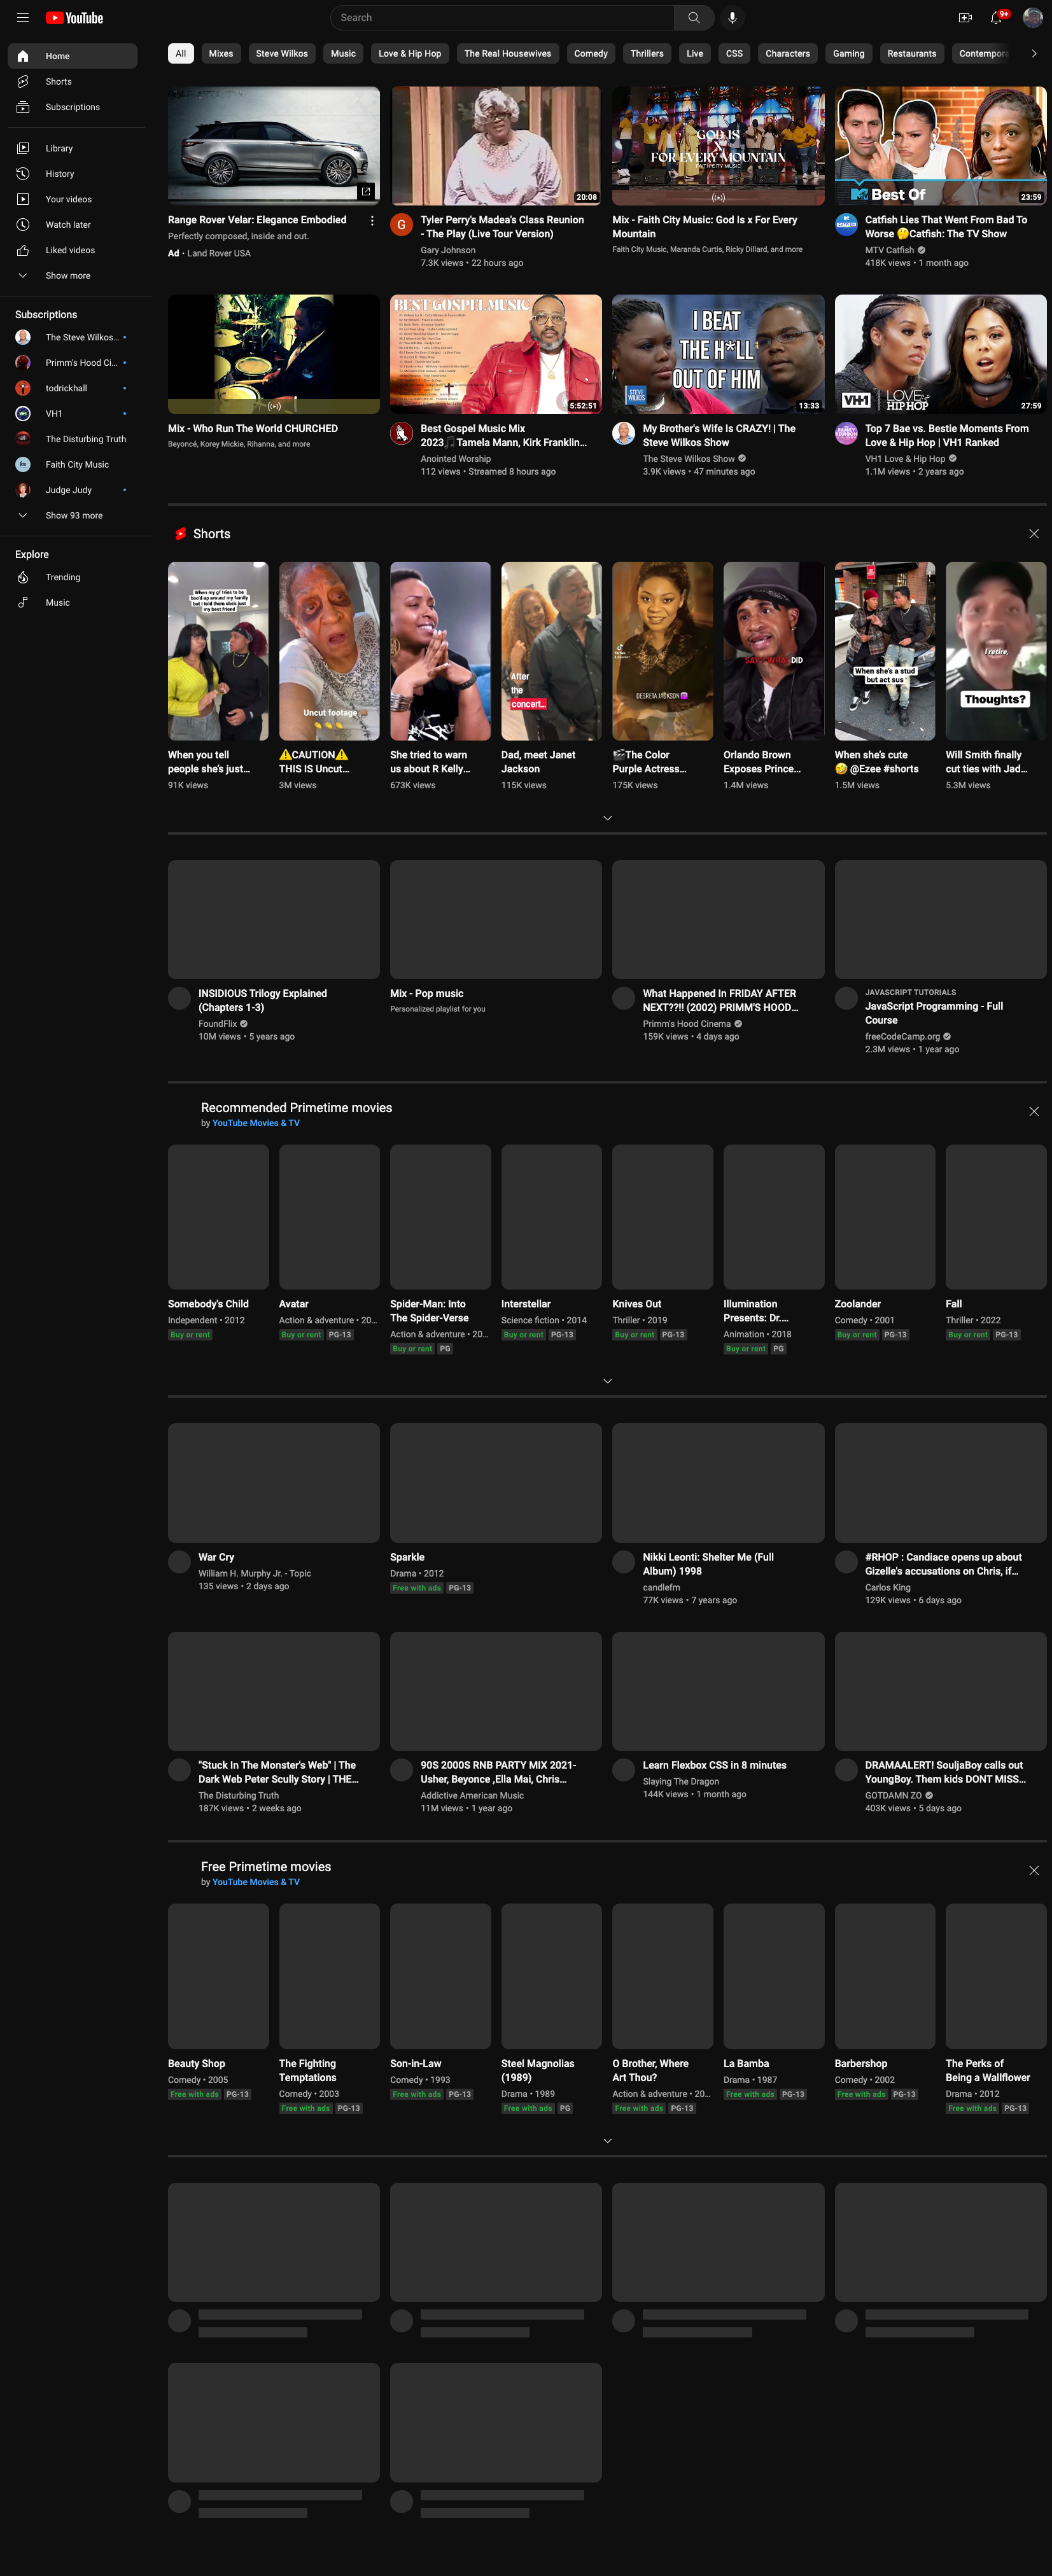 YouTube
Search
9+
Home
Shorts
Subscriptions
Library
History
Your videos
Watch later
Liked videos
Show more
Subscriptions
The Steve Wilkos...
Primm's Hood Ci...
todrickhall
VH1
The Disturbing Truth
Faith City Music
Judge Judy
Show 93 more
Explore
Trending
Music
All
Mixes
Steve Wilkos
Music
Love & Hip Hop
The Real Housewives
Comedy
Thrillers
Live
CSS
Characters
Gaming
Restaurants
Contempora
Range Rover Velar: Elegance Embodied
Perfectly composed, inside and out.
Ad • Land Rover USA
20:08
G
Tyler Perry's Madea's Class Reunion
- The Play (Live Tour Version)
Gary Johnson
7.3K views • 22 hours ago
GOD IS
X
FOR EVERY MOUNTAIN
FAITH CITY MUSIC
Mix - Faith City Music: God Is x For Every
Mountain
Faith City Music, Maranda Curtis, Ricky Dillard, and more
MTV Best Of
23:59
Catfish Lies That Went From Bad To
Worse 🤔Catfish: The TV Show
MTV Catfish
418K views • 1 month ago
Mix - Who Run The World CHURCHED
Beyoncé, Korey Mickie, Rihanna, and more
BEST GOSPEL MUSIC
5:52:51
Best Gospel Music Mix
2023🎵Tamela Mann, Kirk Franklin...
Anointed Worship
112 views • Streamed 8 hours ago
I BEAT
THE H*LL
OUT OF HIM
STEVE
WILKOS
13:33
My Brother's Wife Is CRAZY! | The
Steve Wilkos Show
The Steve Wilkos Show
3.9K views • 47 minutes ago
VH1
LOVE &
HIP HOP
27:59
Top 7 Bae vs. Bestie Moments From
Love & Hip Hop | VH1 Ranked
VH1 Love & Hip Hop
1.1M views • 2 years ago
Shorts
When my gf tries to be
boo'd up around my family
but I told them she's just
my best friend
When you tell
people she's just...
91K views
Uncut footage
⚠️CAUTION⚠️
THIS IS Uncut...
3M views
She tried to warn
us about R Kelly...
673K views
After
the
concert...
Dad, meet Janet
Jackson
115K views
DESRETA JACKSON
🎬The Color
Purple Actress...
175K views
SAY WHAT DID
Orlando Brown
Exposes Prince...
1.4M views
When she's a stud
but act sus
When she's cute
🤣 @Ezee #shorts
1.5M views
I retire,
Thoughts?
Will Smith finally
cut ties with Jad...
5.3M views
INSIDIOUS Trilogy Explained
(Chapters 1-3)
FoundFlix
10M views • 5 years ago
Mix - Pop music
Personalized playlist for you
What Happened In FRIDAY AFTER
NEXT??!! (2002) PRIMM'S HOOD...
Primm's Hood Cinema
159K views • 4 days ago
JAVASCRIPT TUTORIALS
JavaScript Programming - Full
Course
freeCodeCamp.org
2.3M views • 1 year ago
Recommended Primetime movies
by YouTube Movies & TV
Somebody's Child
Independent • 2012
Buy or rent
Avatar
Action & adventure • 20...
Buy or rent PG-13
Spider-Man: Into
The Spider-Verse
Action & adventure • 20...
Buy or rent PG
Interstellar
Science fiction • 2014
Buy or rent PG-13
Knives Out
Thriller • 2019
Buy or rent PG-13
Illumination
Presents: Dr....
Animation • 2018
Buy or rent PG
Zoolander
Comedy • 2001
Buy or rent PG-13
Fall
Thriller • 2022
Buy or rent PG-13
War Cry
William H. Murphy Jr. - Topic
135 views • 2 days ago
Sparkle
Drama • 2012
Free with ads PG-13
Nikki Leonti: Shelter Me (Full
Album) 1998
candlefm
77K views • 7 years ago
#RHOP : Candiace opens up about
Gizelle's accusations on Chris, if...
Carlos King
129K views • 6 days ago
"Stuck In The Monster's Web" | The
Dark Web Peter Scully Story | THE...
The Disturbing Truth
187K views • 2 weeks ago
90S 2000S RNB PARTY MIX 2021-
Usher, Beyonce ,Ella Mai, Chris...
Addictive American Music
11M views • 1 year ago
Learn Flexbox CSS in 8 minutes
Slaying The Dragon
144K views • 1 month ago
DRAMAALERT! SouljaBoy calls out
YoungBoy. Them kids DONT MISS...
GOTDAMN ZO
403K views • 5 days ago
Free Primetime movies
by YouTube Movies & TV
Beauty Shop
Comedy • 2005
Free with ads PG-13
The Fighting
Temptations
Comedy • 2003
Free with ads PG-13
Son-in-Law
Comedy • 1993
Free with ads PG-13
Steel Magnolias
(1989)
Drama • 1989
Free with ads PG
O Brother, Where
Art Thou?
Action & adventure • 20...
Free with ads PG-13
La Bamba
Drama • 1987
Free with ads PG-13
Barbershop
Comedy • 2002
Free with ads PG-13
The Perks of
Being a Wallflower
Drama • 2012
Free with ads PG-13